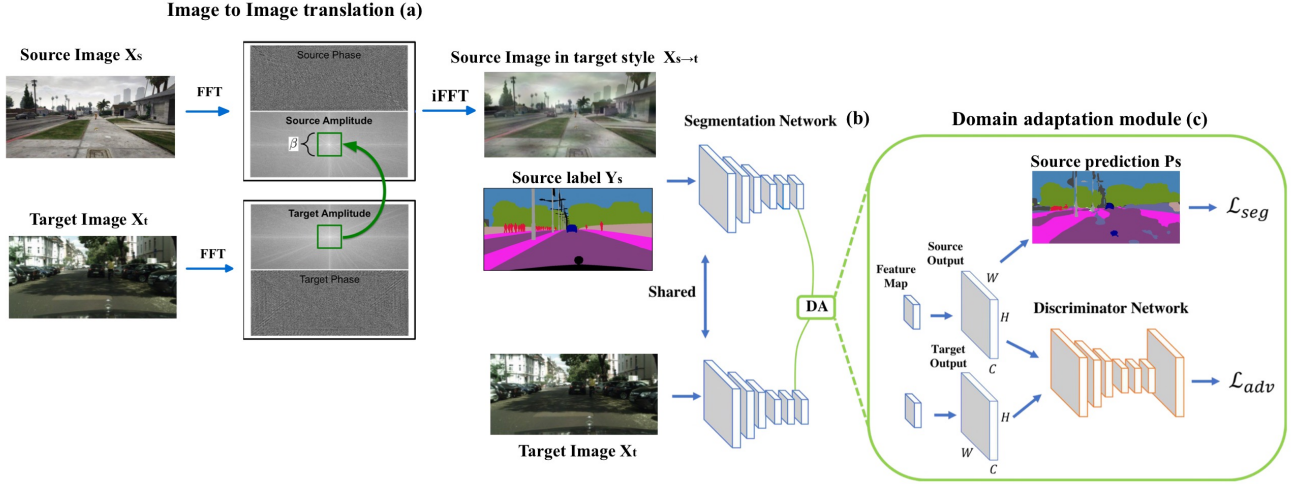 Image to Image translation (a)
Source Image Xs
FFT
Source Phase
Source Amplitude
β
iFFT
Source Image in target style Xs→t
Target Image Xt
FFT
Target Amplitude
Target Phase
Source label Ys
Segmentation Network
(b)
Shared
DA
Target Image Xt
Domain adaptation module (c)
Source prediction Ps
ℒseg
Source
Output
Feature
Map
W
H
C
Discriminator Network
Target
Output
H
W
C
ℒadv